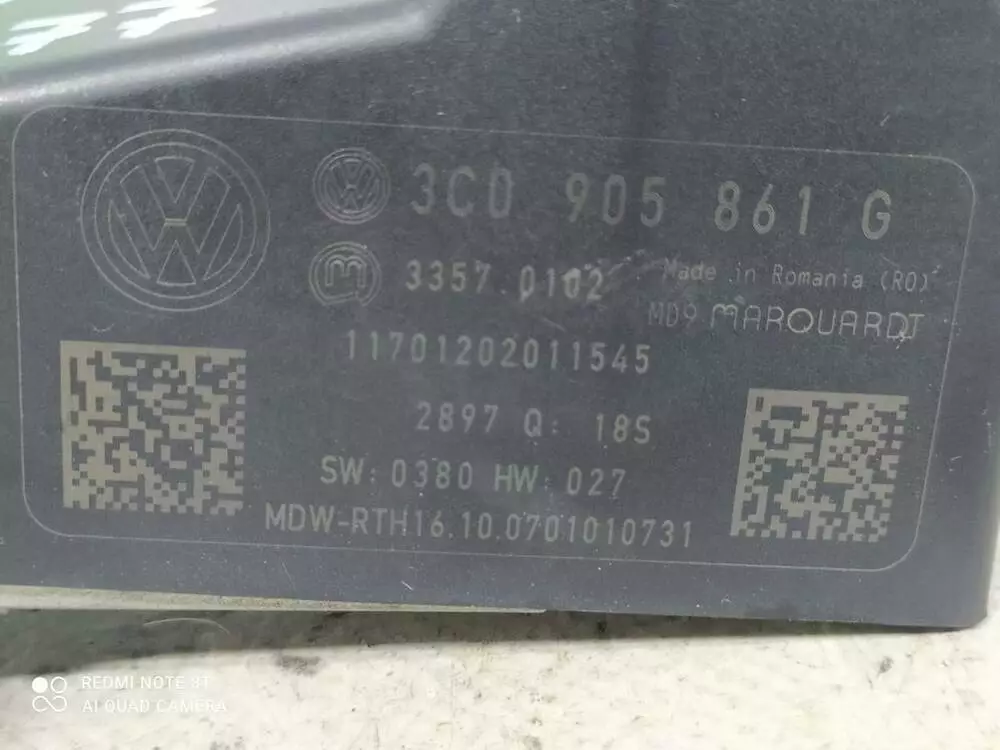 3C0 905 861 G
3357.0102 Made in Romania (RO)
MD9 MARQUARDT
11701202011545
2897 Q: 18S
SW: 0380 HW: 027
MDW-RTH16.10.0701010731
REDMI NOTE 8T
AI QUAD CAMERA